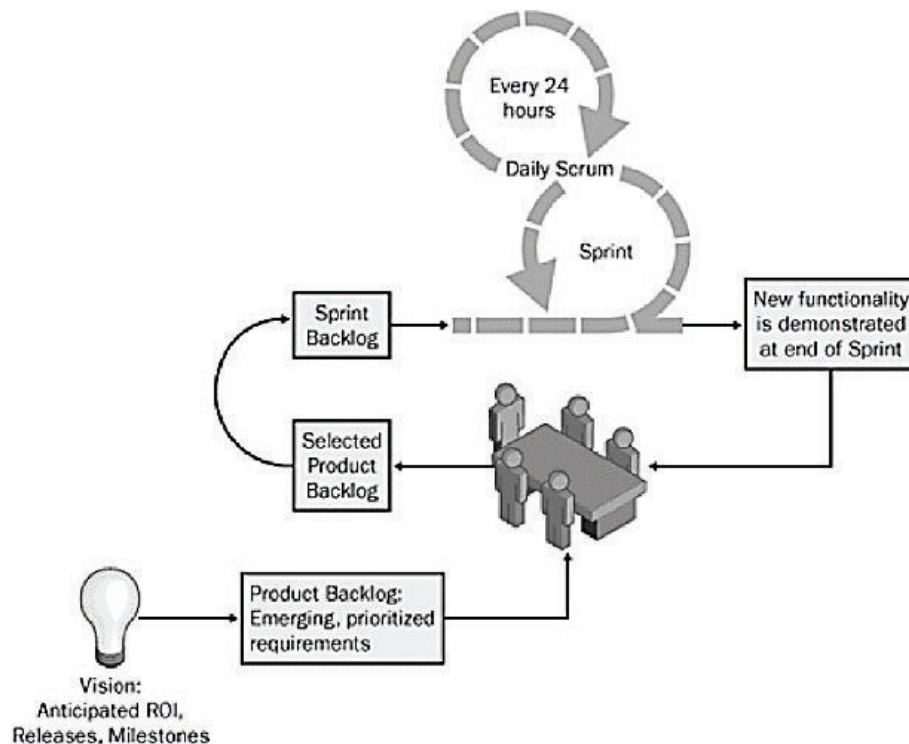 Every 24
hours
Daily Scrum
Sprint
Sprint
Backlog
New functionality
is demonstrated
at end of Sprint
Selected
Product
Backlog
Product Backlog:
Emerging, prioritized
requirements
Vision:
Anticipated ROI,
Releases, Milestones